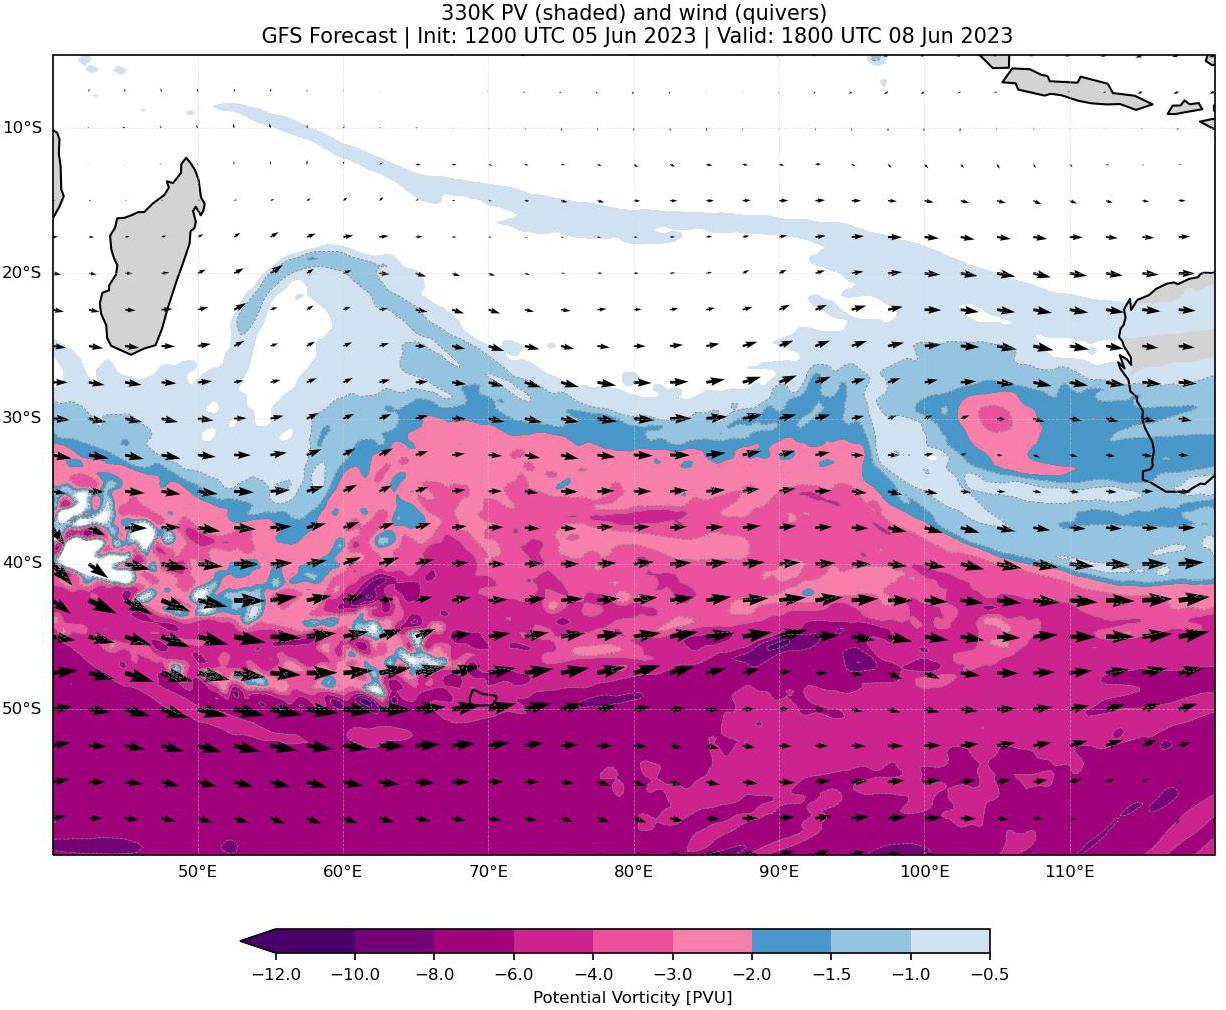 330K PV (shaded) and wind (quivers)
GFS Forecast | Init: 1200 UTC 05 Jun 2023 | Valid: 1800 UTC 08 Jun 2023
10°S
20°S
30°S
40°S
50°S
50°E 60°E 70°E 80°E 90°E 100°E 110°E
−12.0 −10.0 −8.0 −6.0 −4.0 −3.0 −2.0 −1.5 −1.0 −0.5
Potential Vorticity [PVU]